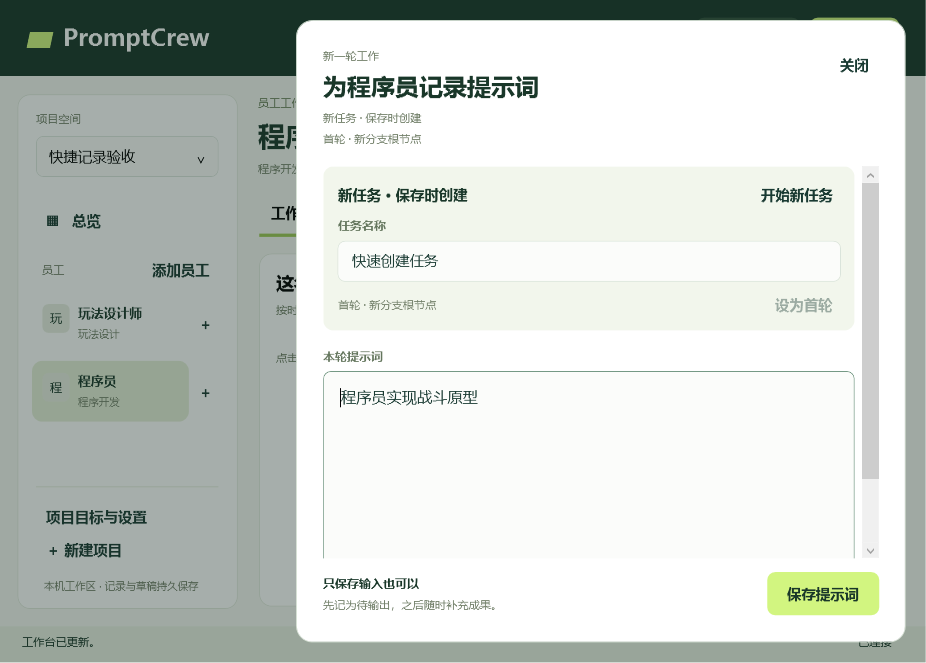 PromptCrew
项目空间
快捷记录验收
总览
员工
添加员工
玩
玩法设计师
玩法设计
+
程
程序员
程序开发
+
项目目标与设置
+ 新建项目
本机工作区 · 记录与草稿持久保存
工作台已更新。
员工工
程
程序开
工作
按时
点击
新一轮工作
关闭
为程序员记录提示词
新任务 · 保存时创建
首轮 · 新分支根节点
新任务 · 保存时创建
开始新任务
任务名称
快速创建任务
首轮 · 新分支根节点
设为首轮
本轮提示词
程序员实现战斗原型
只保存输入也可以
先记为待输出，之后随时补充成果。
保存提示词
已连接